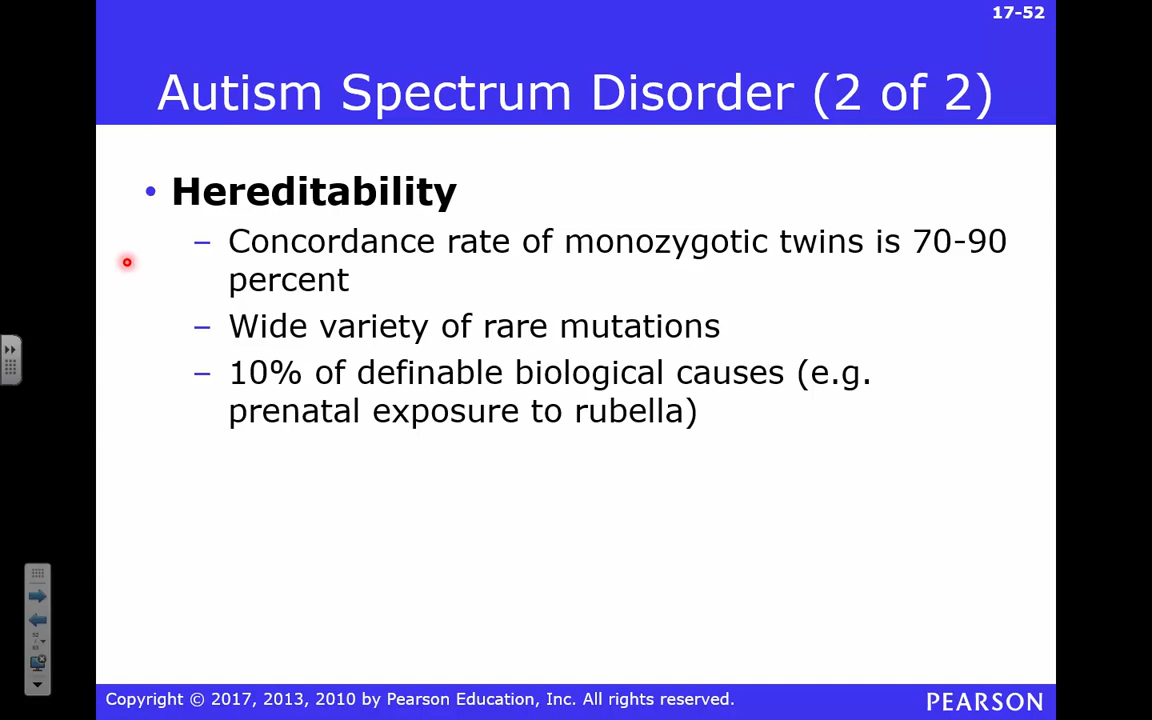 17-52
Autism Spectrum Disorder (2 of 2)
• Hereditability
– Concordance rate of monozygotic twins is 70-90
percent
– Wide variety of rare mutations
– 10% of definable biological causes (e.g.
prenatal exposure to rubella)
Copyright © 2017, 2013, 2010 by Pearson Education, Inc. All rights reserved.
PEARSON